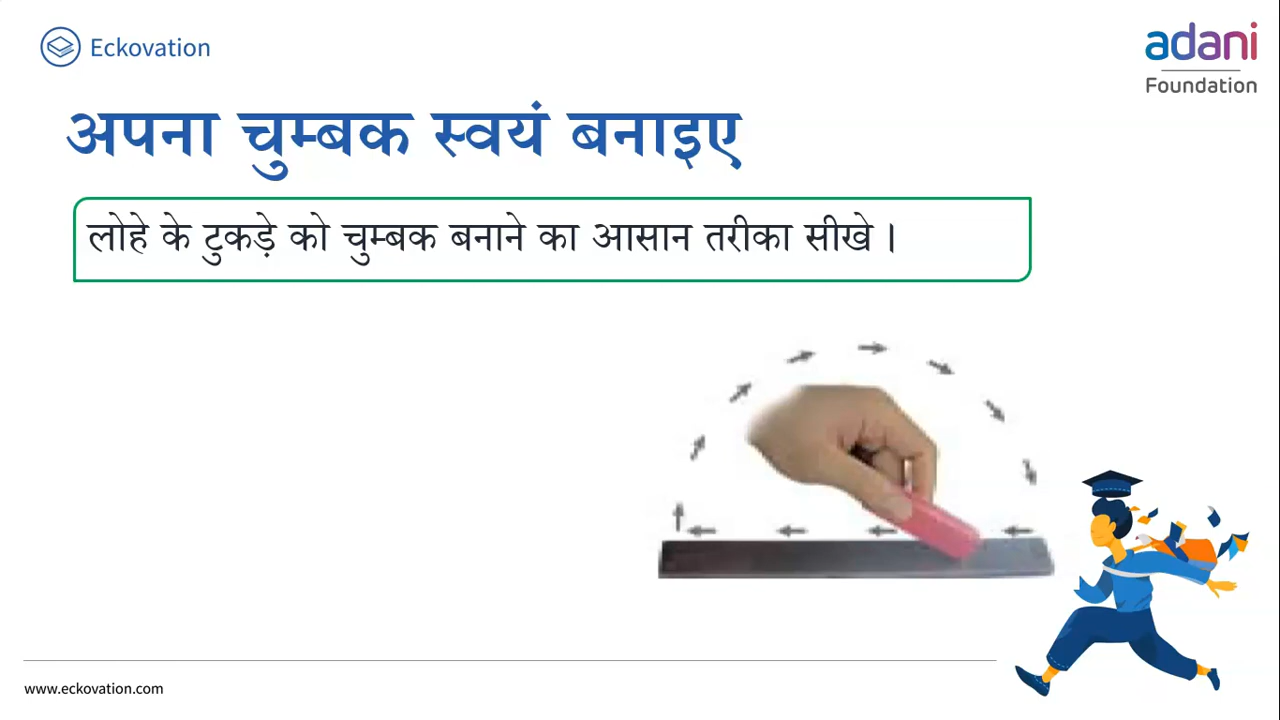 Eckovation
adani
Foundation
अपना चुम्बक स्वयं बनाइए
लोहे के टुकड़े को चुम्बक बनाने का आसान तरीका सीखे ।
www.eckovation.com